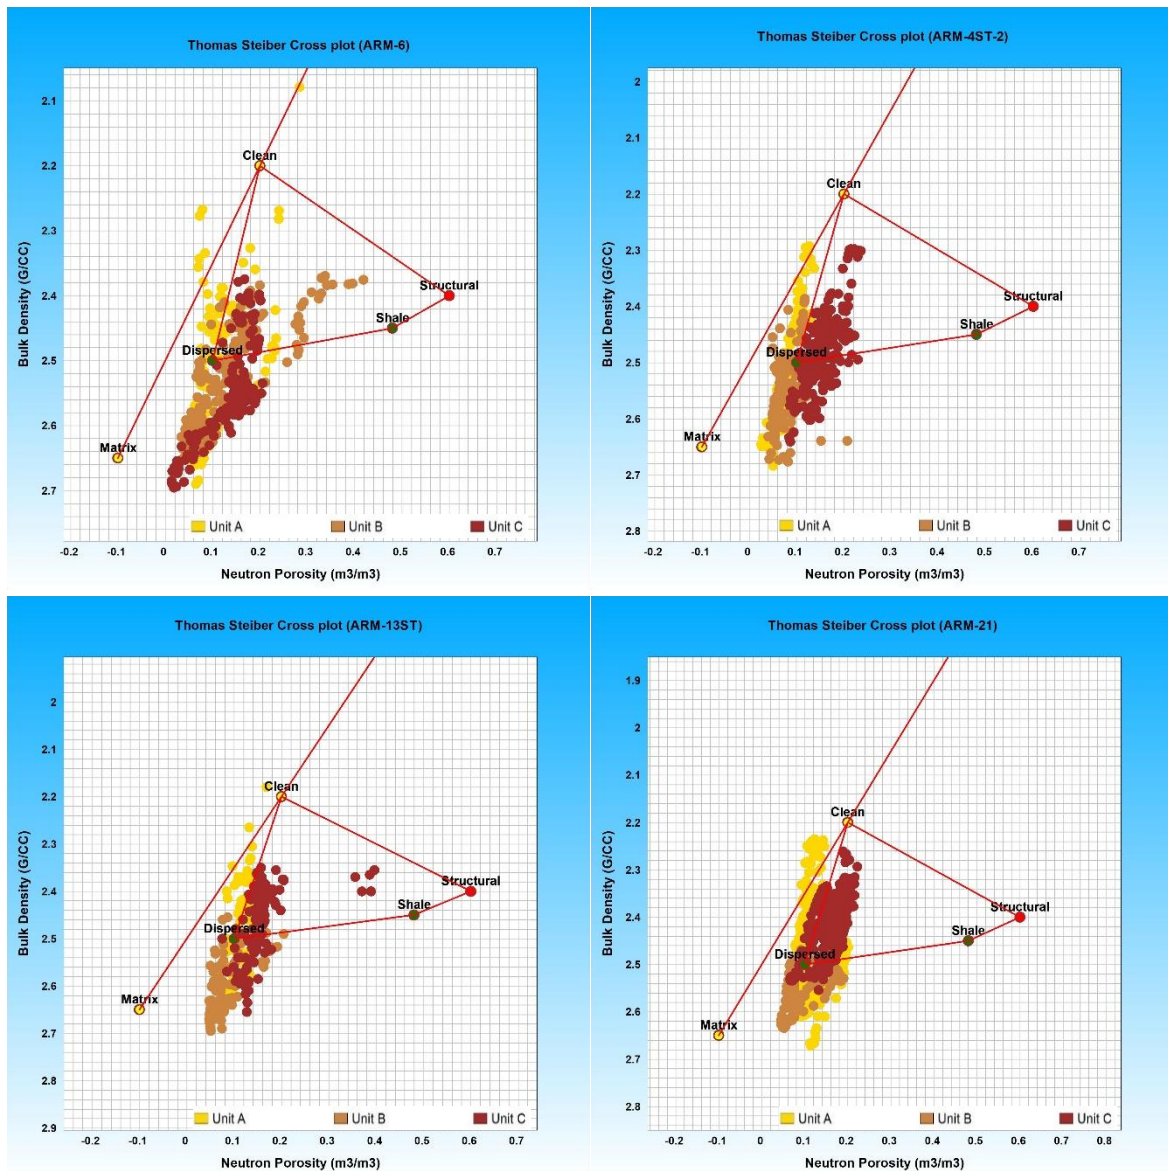 Thomas Steiber Cross plot (ARM-6)
2.1
2.2
2.3
2.4
2.5
2.6
2.7
Bulk Density (G/CC)
Clean
Structural
Shale
Dispersed
Matrix
Unit A Unit B Unit C
-0.2 -0.1 0 0.1 0.2 0.3 0.4 0.5 0.6 0.7
Neutron Porosity (m3/m3)
Thomas Steiber Cross plot (ARM-4ST-2)
2
2.1
2.2
2.3
2.4
2.5
2.6
2.7
2.8
Bulk Density (G/CC)
Clean
Structural
Shale
Dispersed
Matrix
Unit A Unit B Unit C
-0.2 -0.1 0 0.1 0.2 0.3 0.4 0.5 0.6 0.7
Neutron Porosity (m3/m3)
Thomas Steiber Cross plot (ARM-13ST)
2
2.1
2.2
2.3
2.4
2.5
2.6
2.7
2.8
2.9
Bulk Density (G/CC)
Clean
Structural
Shale
Dispersed
Matrix
Unit A Unit B Unit C
-0.2 -0.1 0 0.1 0.2 0.3 0.4 0.5 0.6 0.7
Neutron Porosity (m3/m3)
Thomas Steiber Cross plot (ARM-21)
1.9
2
2.1
2.2
2.3
2.4
2.5
2.6
2.7
2.8
Bulk Density (G/CC)
Clean
Structural
Shale
Dispersed
Matrix
Unit A Unit B Unit C
-0.2 -0.1 0 0.1 0.2 0.3 0.4 0.5 0.6 0.7 0.8
Neutron Porosity (m3/m3)